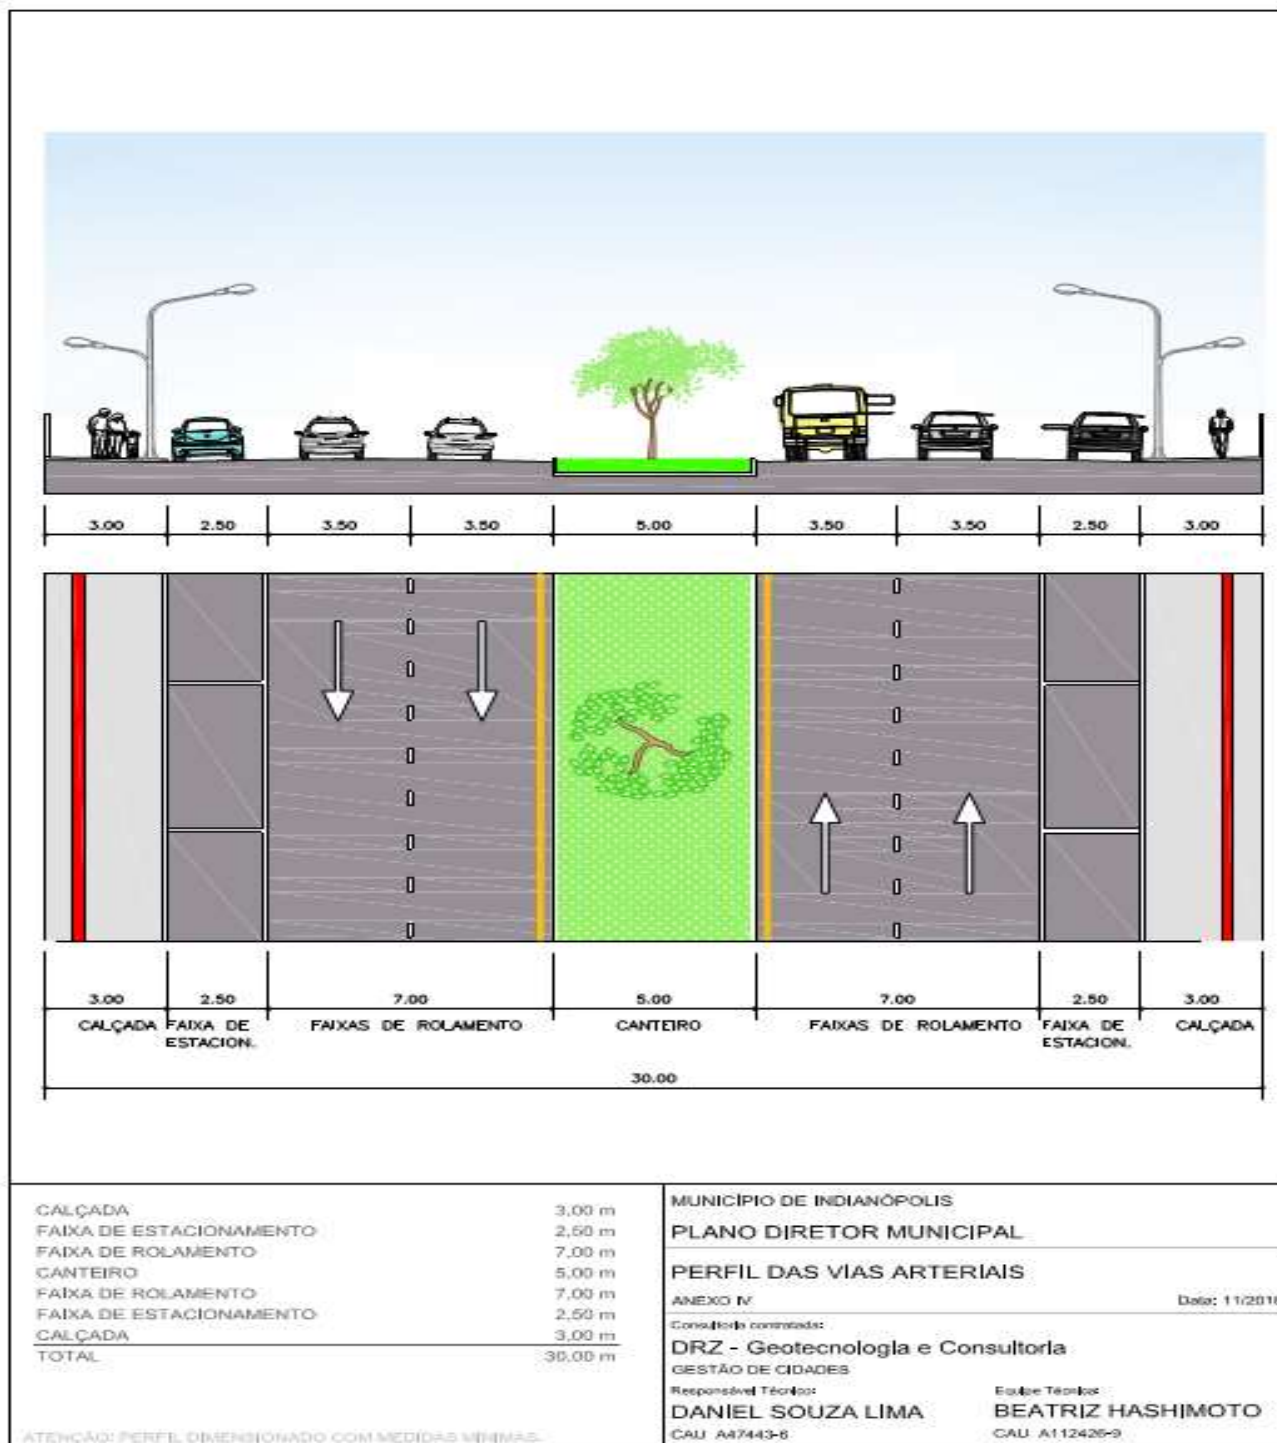 3.00 2.50 3.50 3.50 5.00 3.50 3.50 2.50 3.00
3.00 2.50 7.00 5.00 7.00 2.50 3.00
CALÇADA FAIXA DE FAIXAS DE ROLAMENTO CANTEIRO FAIXAS DE ROLAMENTO FAIXA DE CALÇADA
ESTACION. ESTACION.
30.00
CALÇADA 3,00 m
FAIXA DE ESTACIONAMENTO 2,50 m
FAIXA DE ROLAMENTO 7,00 m
CANTEIRO 5,00 m
FAIXA DE ROLAMENTO 7,00 m
FAIXA DE ESTACIONAMENTO 2,50 m
CALÇADA 3,00 m
TOTAL 30,00 m
ATENÇÃO: PERFIL DIMENSIONADO COM MEDIDAS MÍNIMAS.
MUNICÍPIO DE INDIANÓPOLIS
PLANO DIRETOR MUNICIPAL
PERFIL DAS VIAS ARTERIAIS
ANEXO IV Data:
Consultoria contratada:
DRZ - Geotecnologia e Consultoria
GESTÃO DE CIDADES
Responsável Técnico: Equipe Técnica:
DANIEL SOUZA LIMA BEATRIZ HASHIMOTO
CAU A47443-6 CAU A112426-9